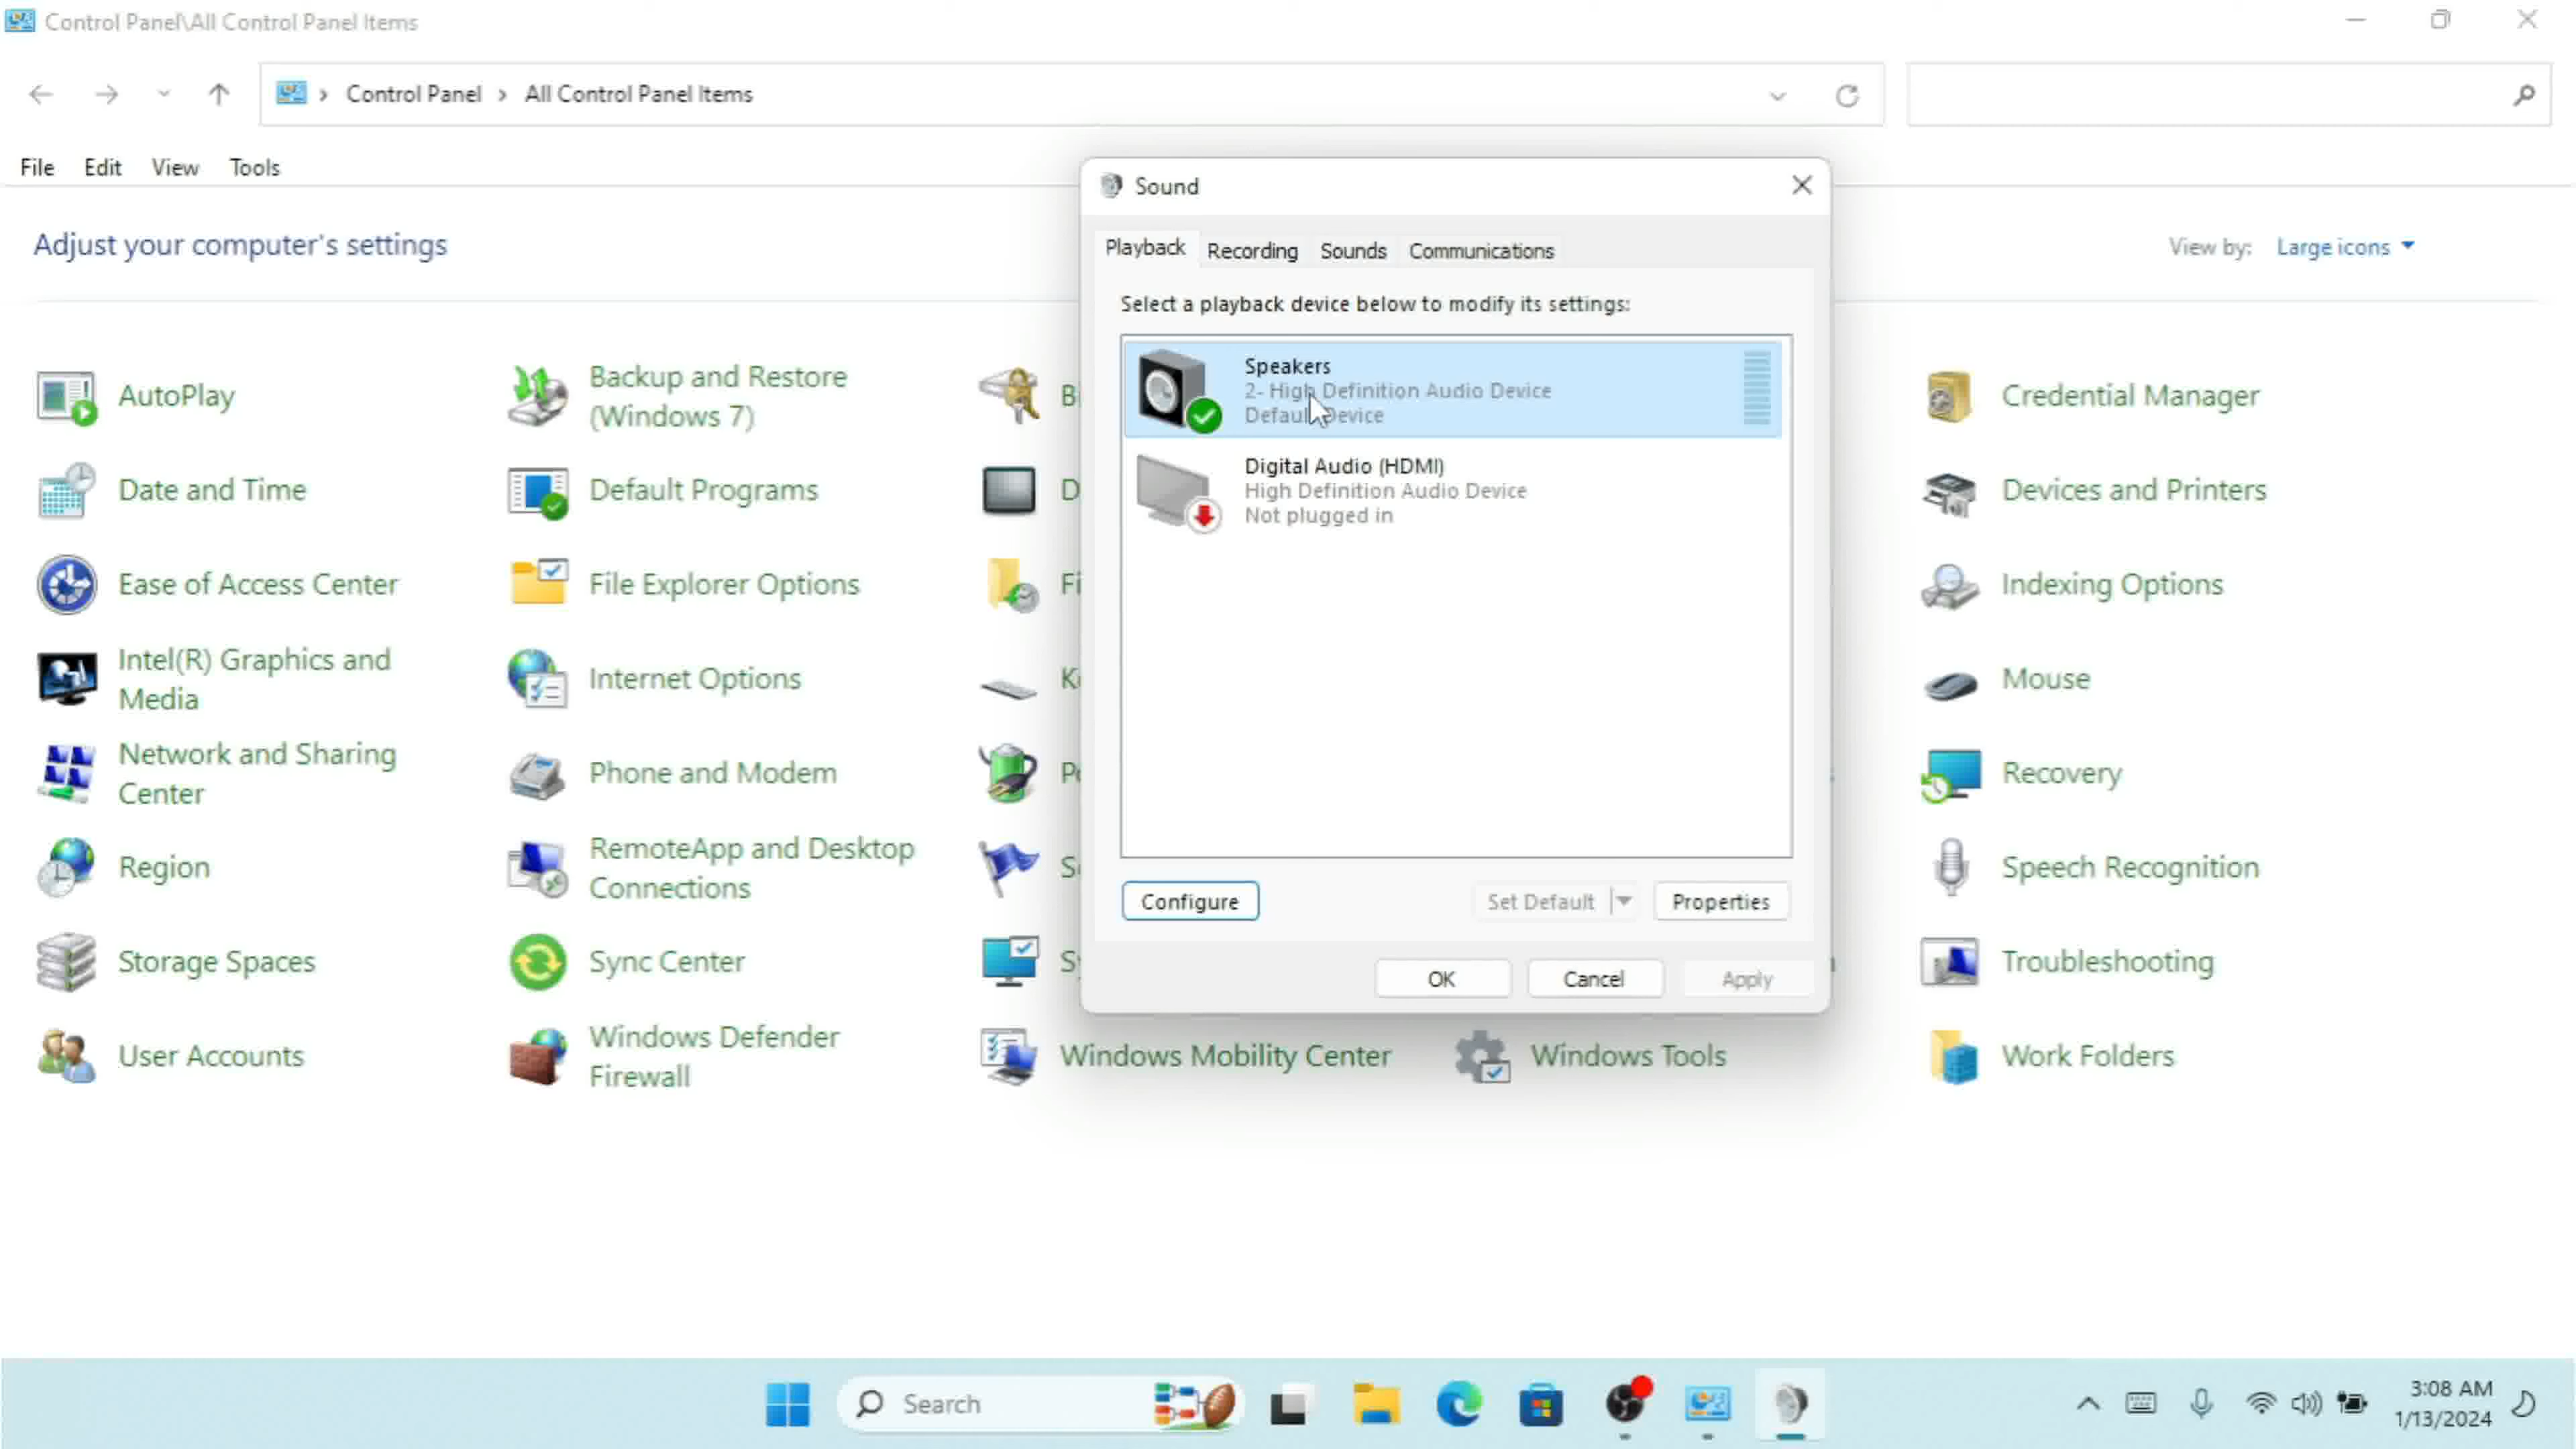 Control Panel\All Control Panel Items
Control Panel > All Control Panel Items
File Edit View Tools
Adjust your computer's settings
View by: Large icons
AutoPlay
Backup and Restore
(Windows 7)
Credential Manager
Date and Time
Default Programs
D
Devices and Printers
Ease of Access Center
File Explorer Options
Fi
Indexing Options
Intel(R) Graphics and
Media
Internet Options
Mouse
Network and Sharing
Center
Phone and Modem
Recovery
Region
RemoteApp and Desktop
Connections
Speech Recognition
Storage Spaces
Sync Center
Troubleshooting
User Accounts
Windows Defender
Firewall
Windows Mobility Center
Windows Tools
Work Folders
Sound
Playback Recording Sounds Communications
Select a playback device below to modify its settings:
Speakers
2- High Definition Audio Device
Default Device
Digital Audio (HDMI)
High Definition Audio Device
Not plugged in
Configure Set Default Properties
OK Cancel Apply
Search
3:08 AM
1/13/2024